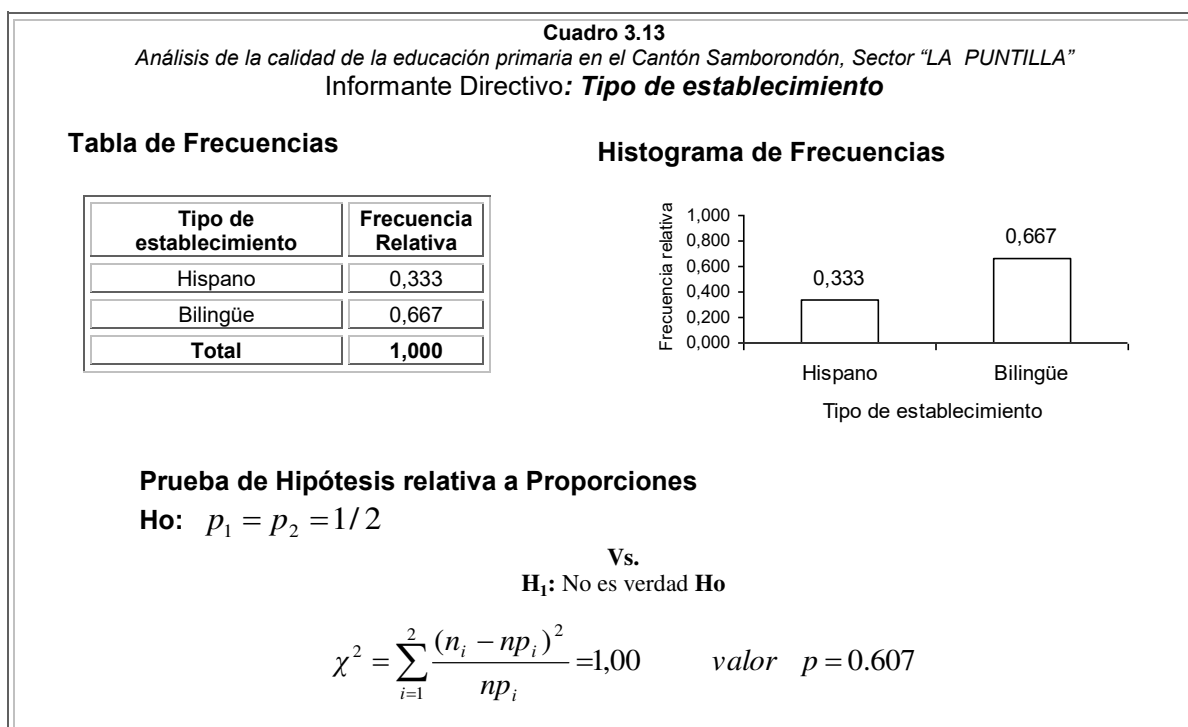 Cuadro 3.13
Análisis de la calidad de la educación primaria en el Cantón Samborondón, Sector “LA PUNTILLA”
Informante Directivo: Tipo de establecimiento
Tabla de Frecuencias
Tipo de establecimiento Frecuencia Relativa
Hispano 0,333
Bilingüe 0,667
Total 1,000
Histograma de Frecuencias
Frecuencia relativa
1,000
0,800
0,600
0,400
0,200
0,000
0,333
0,667
Hispano Bilingüe
Tipo de establecimiento
Prueba de Hipótesis relativa a Proporciones
Ho: p₁ = p₂ = 1/2
Vs.
H₁: No es verdad Ho
χ² = ∑_{i=1}^{2} (n_i − np_i)² / np_i = 1,00 valor p = 0.607